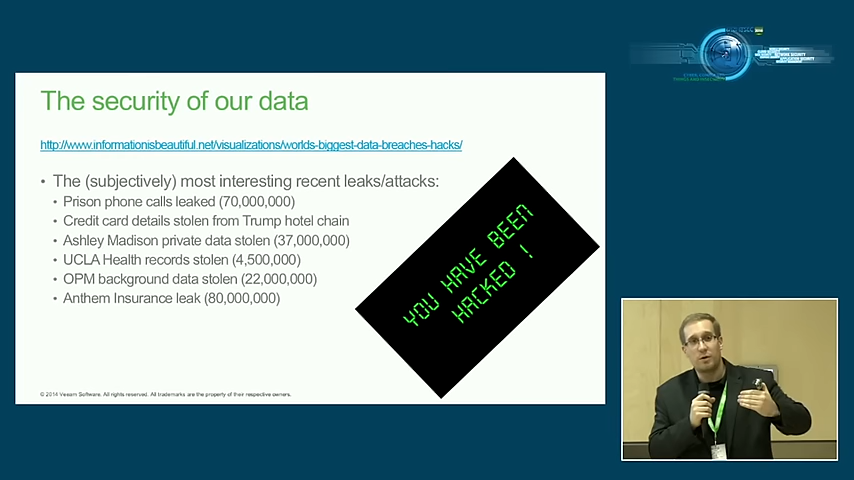 The security of our data
http://www.informationisbeautiful.net/visualizations/worlds-biggest-data-breaches-hacks/
• The (subjectively) most interesting recent leaks/attacks:
• Prison phone calls leaked (70,000,000)
• Credit card details stolen from Trump hotel chain
• Ashley Madison private data stolen (37,000,000)
• UCLA Health records stolen (4,500,000)
• OPM background data stolen (22,000,000)
• Anthem Insurance leak (80,000,000)
YOU HAVE BEEN
HACKED !
© 2014 Veeam Software. All rights reserved. All trademarks are the property of their respective owners.